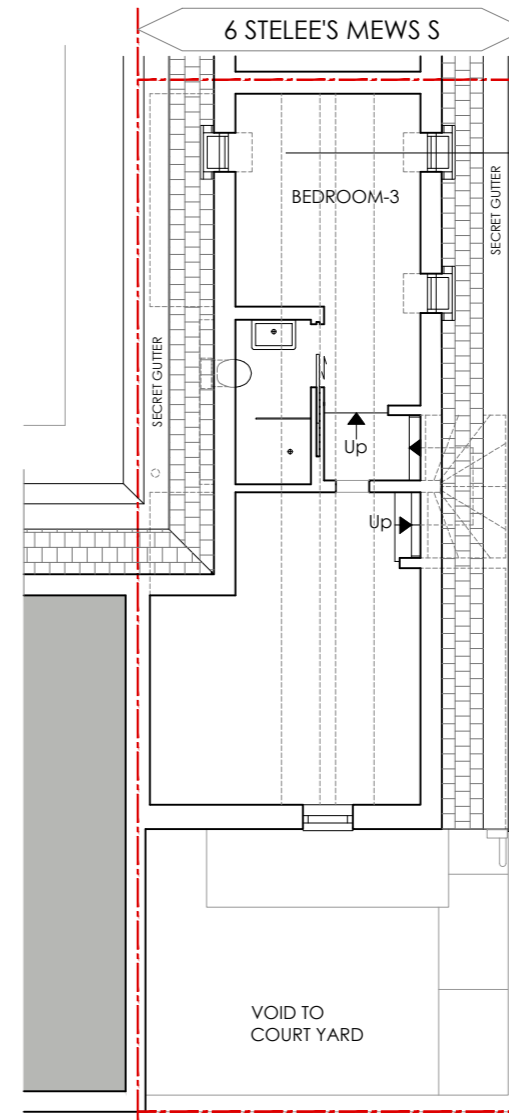 6 STELEE'S MEWS S
BEDROOM-3
SECRET GUTTER
SECRET GUTTER
Up
Up
VOID TO
COURT YARD